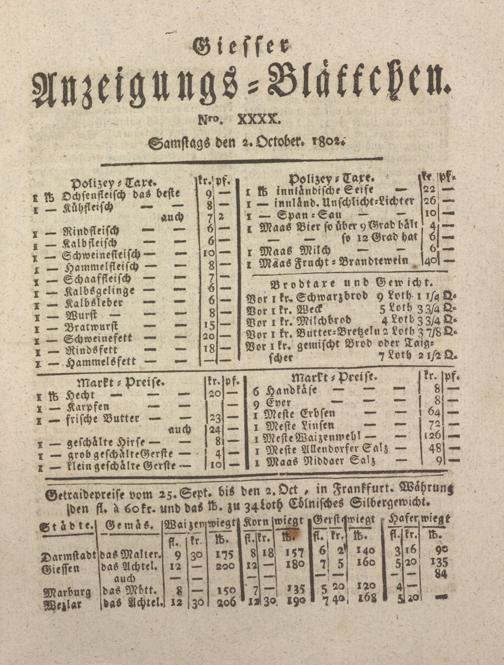 Giesser
Anzeigungs-Blättchen.
Nro. XXXX.
Samstags den 2. October. 1802.
Polizey-Taxe. kr. pf.
1 lb Ochsenfleisch das beste 9 —
1 — Kühfleisch — — 8 —
auch 7 2
1 — Rindfleisch — — 6 —
1 — Kalbfleisch — — 6 —
1 — Schweinefleisch — 10 —
1 — Hammelfleisch — 8 —
1 — Schaaffleisch — 7 —
1 — Kalbsgelinge — 6 —
1 — Kalbsleber — 6 —
1 — Wurst — — 8 —
1 — Bratwurst — 15 —
1 — Schweinefett — 20 —
1 — Rindsfett — 18 —
1 — Hammelsfett —
Polizey-Taxe. kr. pf.
1 lb innländische Seife — 22 —
1 — innländ. Unschlicht-Lichter 26 —
1 — Span-Sau — — 10 —
1 Maas Bier so über 9 Grad hält 4 —
— — so 12 Grad hat 6 —
1 Maas Milch — 6 —
1 Maas Frucht-Brandtewein 40 —
Brodtaxe und Gewicht.
Vor 1 kr. Schwarzbrod 9 Loth 1 1/4 Q.
Vor 1 kr. Weck 5 Loth 3 3/4 Q.
Vor 1 kr. Milchbrod 4 Loth 3 3/4 Q.
Vor 1 kr. Butter-Bretzeln 2 Loth 3 7/8 Q.
Vor 1 kr. gemischt Brod oder Taig-
scher 7 Loth 2 1/2 Q.
Markt-Preise. kr. pf.
1 lb Hecht — — 20 —
1 — Karpfen —
1 — frische Butter — 23 —
auch 24 —
1 — geschälte Hirse — 8 —
1 — grob geschälte Gerste — 4 —
1 — klein geschälte Gerste — 10 —
Markt-Preise. kr. pf.
6 Handkäse — — 8 —
9 Eyer — — 8 —
1 Meste Erbsen — 64 —
1 Meste Linsen — 72 —
1 Meste Waizenmehl — 126 —
1 Meste Allendorfer Salz — 48 —
1 Maas Niddaer Salz 9 —
Getraidepreise vom 25. Sept. bis den 2. Oct, in Frankfurt. Währung
den fl. à 60 kr. und das lb. zu 34 Loth Cölnisches Silbergewicht.
Städte. Gemäs. Waizen wiegt Korn wiegt Gerst wiegt Hafer wiegt
fl. kr. lb. fl. kr. lb. fl. kr. lb. fl. kr. lb.
Darmstadt das Malter. 9 30 175 8 18 157 6 2 140 3 16 90
Giessen das Achtel. 12 — 200 12 — 180 7 5 160 5 20 135
auch — — — — — — — 84
Marburg das Mött. 8 — 150 7 — 135 5 20 120 4 —
Wezlar das Achtel. 12 30 206 12 30 190 7 40 168 5 20 —